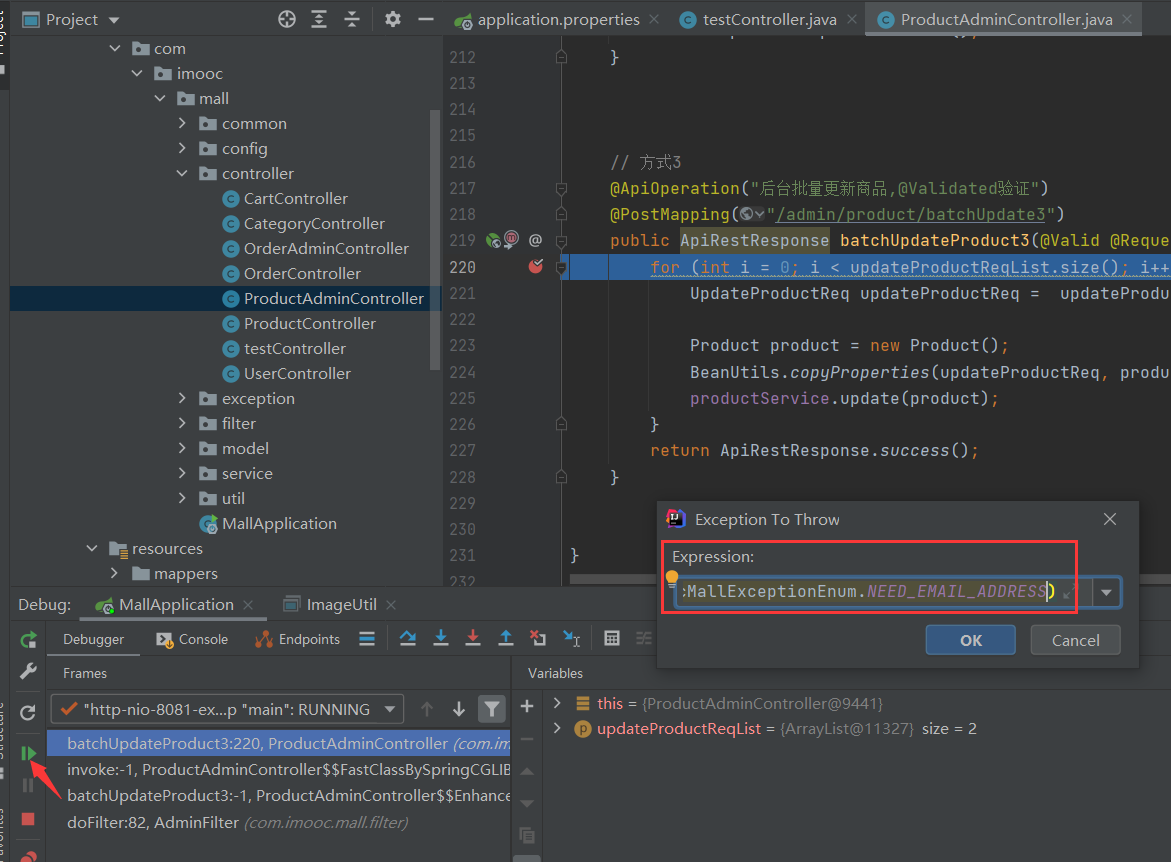 Project
application.properties
testController.java
ProductAdminController.java
com
imooc
mall
common
config
controller
CartController
CategoryController
OrderAdminController
OrderController
ProductAdminController
ProductController
testController
UserController
exception
filter
model
service
util
MallApplication
resources
mappers
212 }
213
214
215
216 // 方式3
217 @ApiOperation("后台批量更新商品,@Validated验证")
218 @PostMapping("/admin/product/batchUpdate3")
219 @ public ApiRestResponse batchUpdateProduct3(@Valid @Reque
220 for (int i = 0; i < updateProductReqList.size(); i++
221 UpdateProductReq updateProductReq = updateProdu
222
223 Product product = new Product();
224 BeanUtils.copyProperties(updateProductReq, produ
225 productService.update(product);
226 }
227 return ApiRestResponse.success();
228 }
229
230
231 }
232
Exception To Throw
Expression:
MallExceptionEnum.NEED_EMAIL_ADDRESS)
OK
Cancel
Debug:
MallApplication
ImageUtil
Debugger
Console
Endpoints
Frames
Variables
"http-nio-8081-ex...p "main": RUNNING
batchUpdateProduct3:220, ProductAdminController (com.im
invoke:-1, ProductAdminController$$FastClassBySpringCGLIB
batchUpdateProduct3:-1, ProductAdminController$$Enhance
doFilter:82, AdminFilter (com.imooc.mall.filter)
this = {ProductAdminController@9441}
updateProductReqList = {ArrayList@11327} size = 2